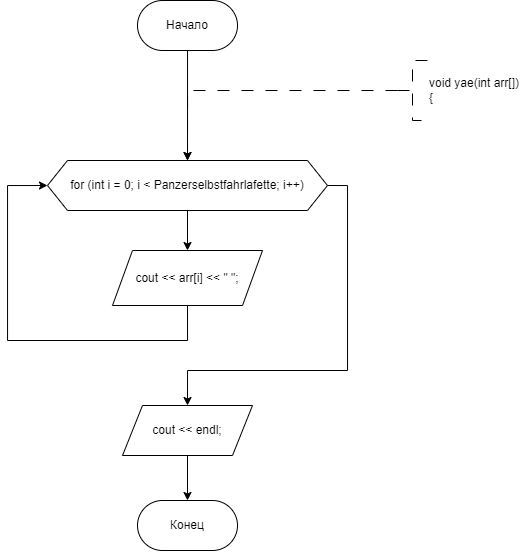 Начало
void yae(int arr[])
{
for (int i = 0; i < Panzerselbstfahrlafette; i++)
cout << arr[i] << " ";
cout << endl;
Конец